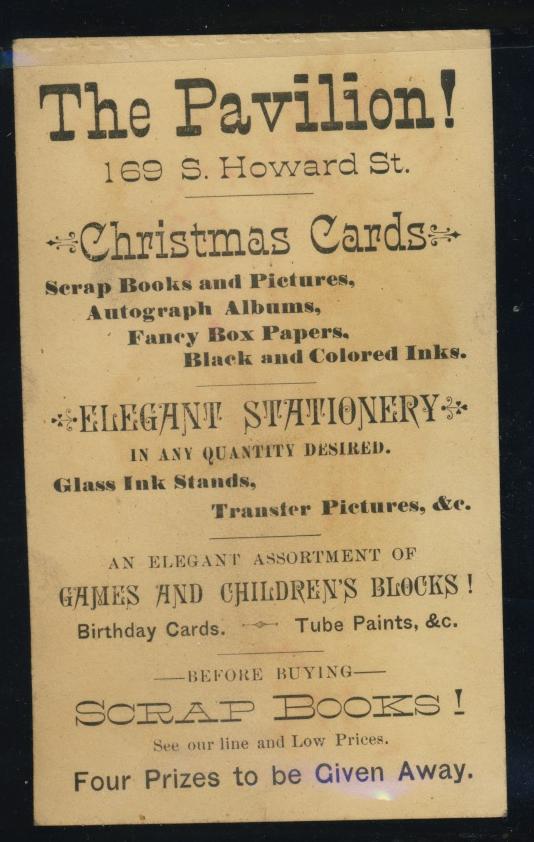 The Pavilion!
169 S. Howard St.
Christmas Cards
Scrap Books and Pictures,
Autograph Albums,
Fancy Box Papers,
Black and Colored Inks.
ELEGANT STATIONERY
IN ANY QUANTITY DESIRED.
Glass Ink Stands,
Transfer Pictures, &c.
AN ELEGANT ASSORTMENT OF
GAMES AND CHILDREN'S BLOCKS!
Birthday Cards. Tube Paints, &c.
—BEFORE BUYING—
SCRAP BOOKS!
See our line and Low Prices.
Four Prizes to be Given Away.